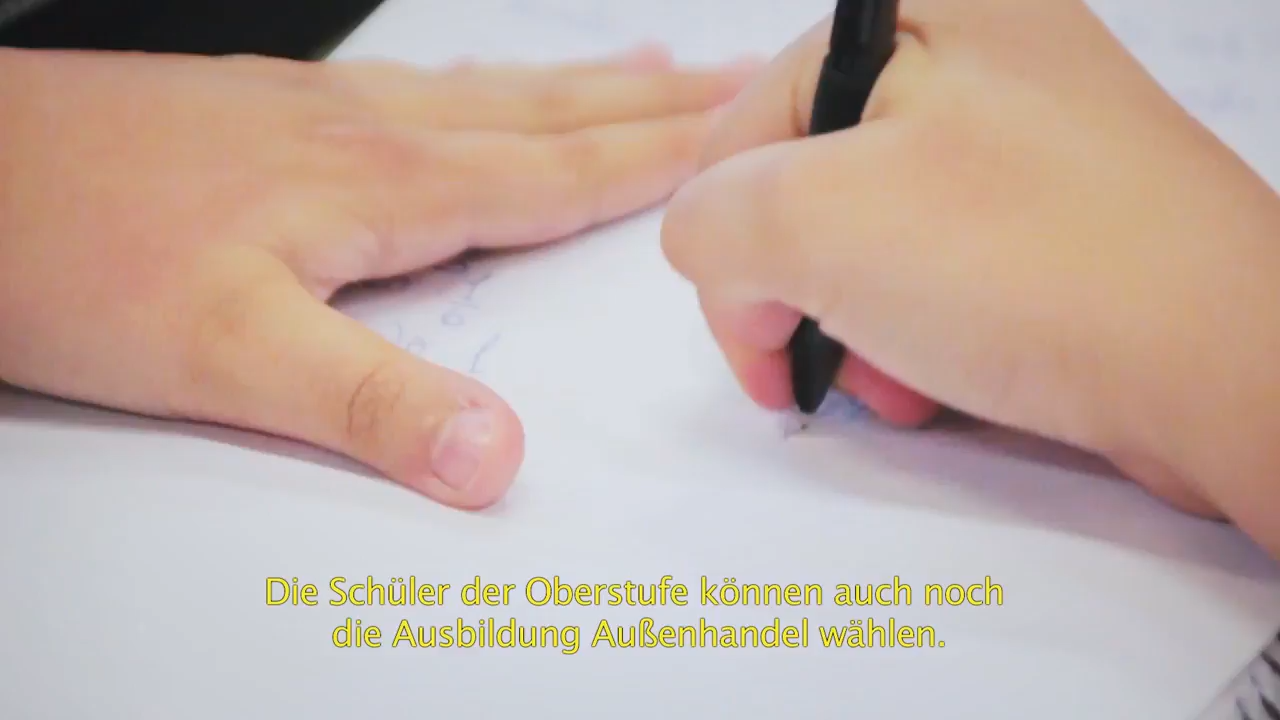 Die Schüler der Oberstufe können auch noch
die Ausbildung Außenhandel wählen.